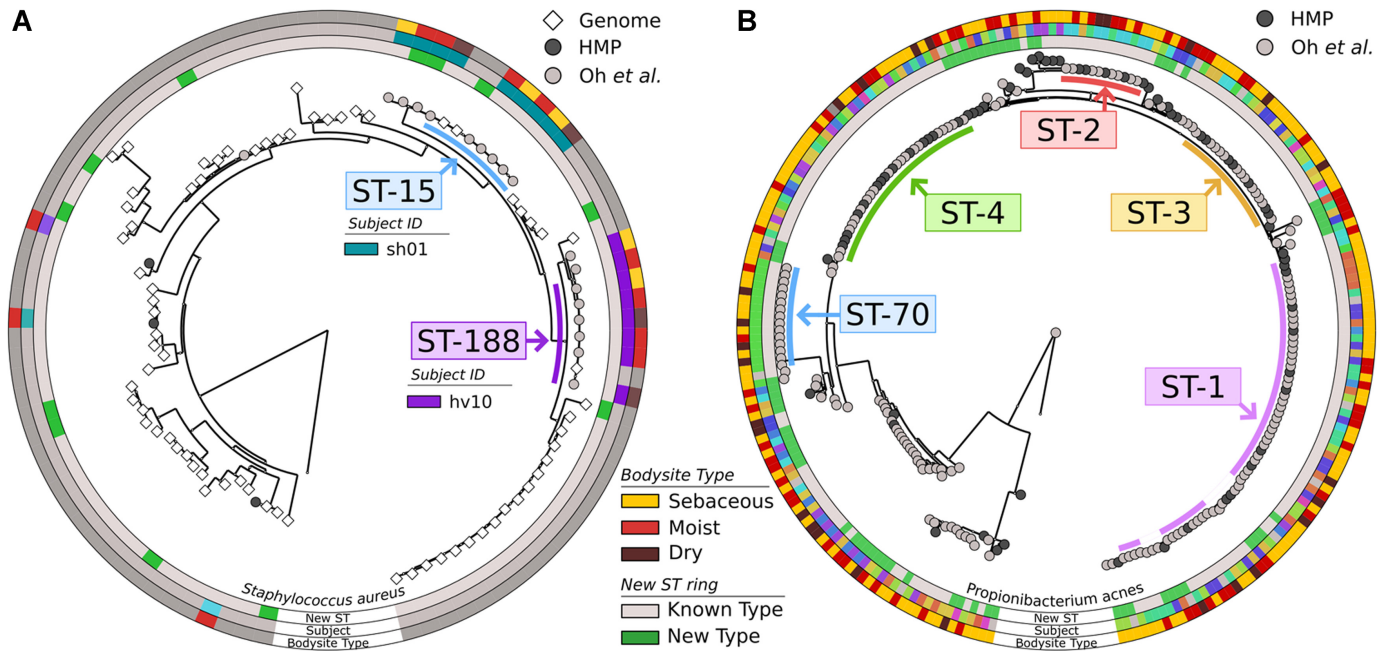 A
Genome
HMP
Oh et al.
ST-15
Subject ID
sh01
ST-188
Subject ID
hv10
Staphylococcus aureus
New ST
Subject
Bodysite Type
Bodysite Type
Sebaceous
Moist
Dry
New ST ring
Known Type
New Type
B
HMP
Oh et al.
ST-2
ST-4
ST-3
ST-70
ST-1
Propionibacterium acnes
New ST
Subject
Bodysite Type